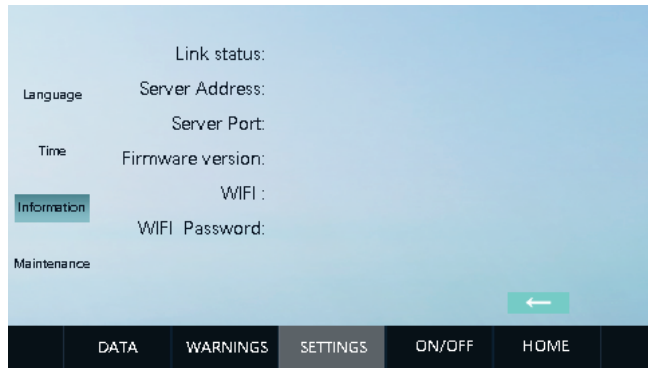 Link status:
Language
Server Address:
Server Port:
Time
Firmware version:
WIFI :
Information
WIFI Password:
Maintenance
←
DATA WARNINGS SETTINGS ON/OFF HOME